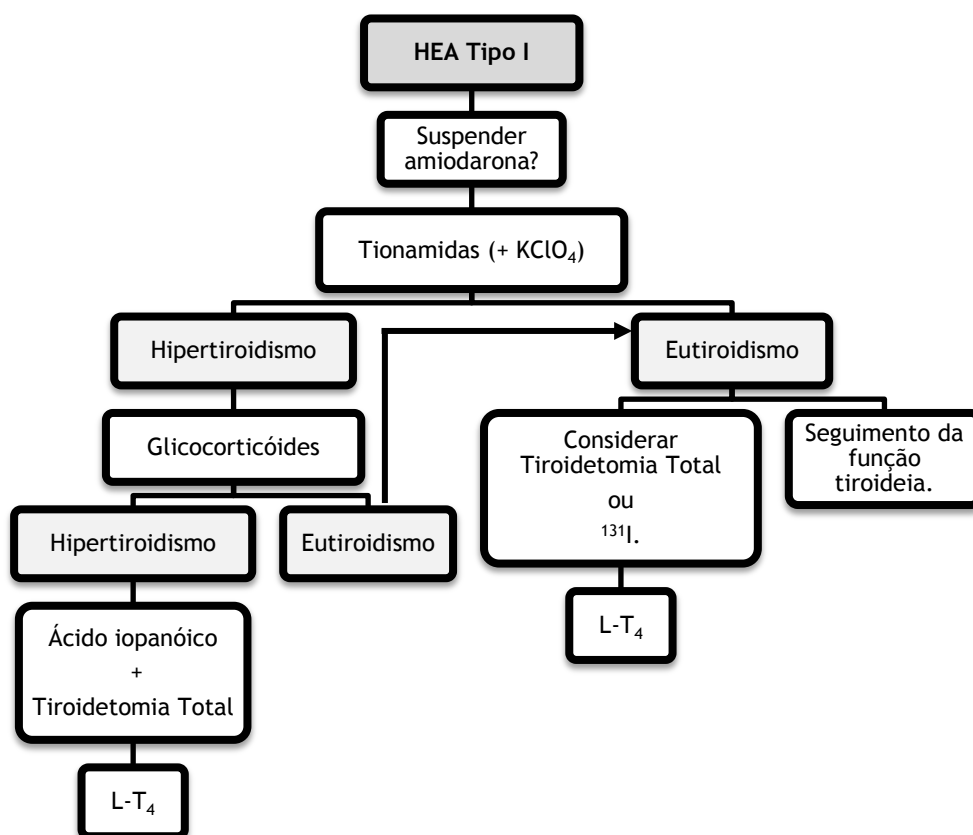 HEA Tipo I
Suspender
amiodarona?
Tionamidas (+ KClO₄)
Hipertiroidismo
Eutiroidismo
Glicocorticóides
Considerar
Tiroidetomia Total
ou
¹³¹I.
Seguimento da
função
tiroideia.
Hipertiroidismo
Eutiroidismo
L-T₄
Ácido iopanóico
+
Tiroidetomia Total
L-T₄